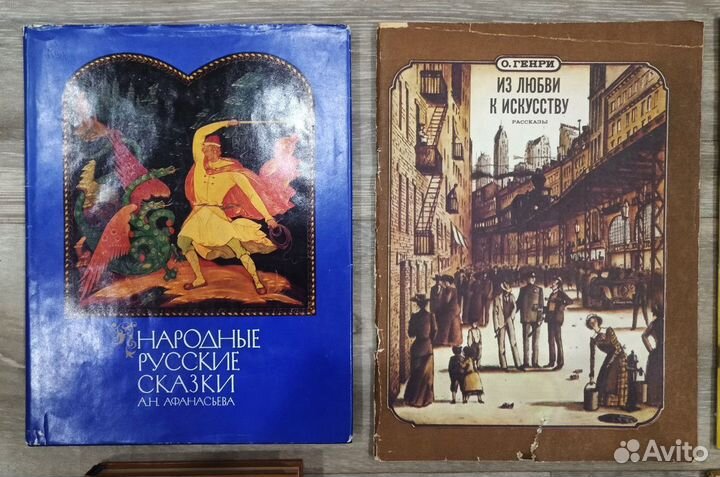 НАРОДНЫЕ
РУССКИЕ
СКАЗКИ
А.Н. АФАНАСЬЕВА
О. ГЕНРИ
ИЗ ЛЮБВИ
К ИСКУССТВУ
РАССКАЗЫ
Avito